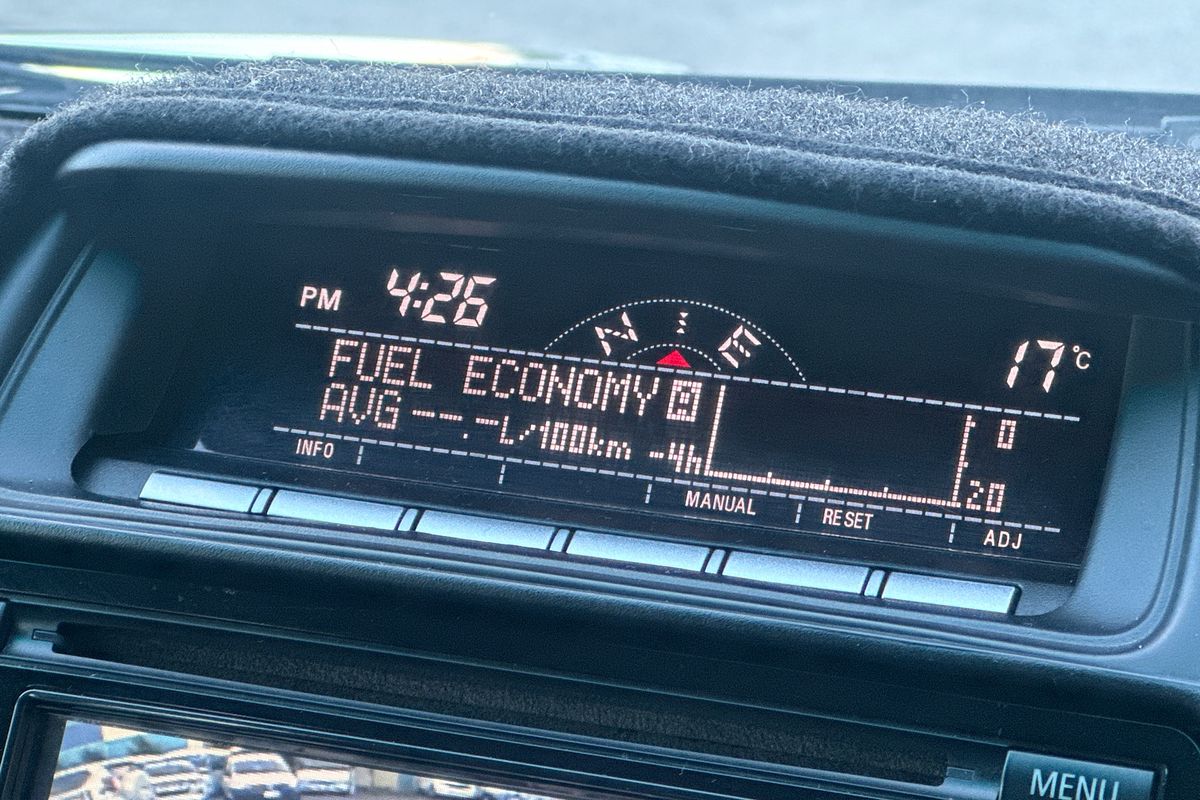 PM 4:26
N E
17°C
FUEL ECONOMY
AVG --.-L/100km -4h
0
20
INFO MANUAL RESET ADJ
MENU